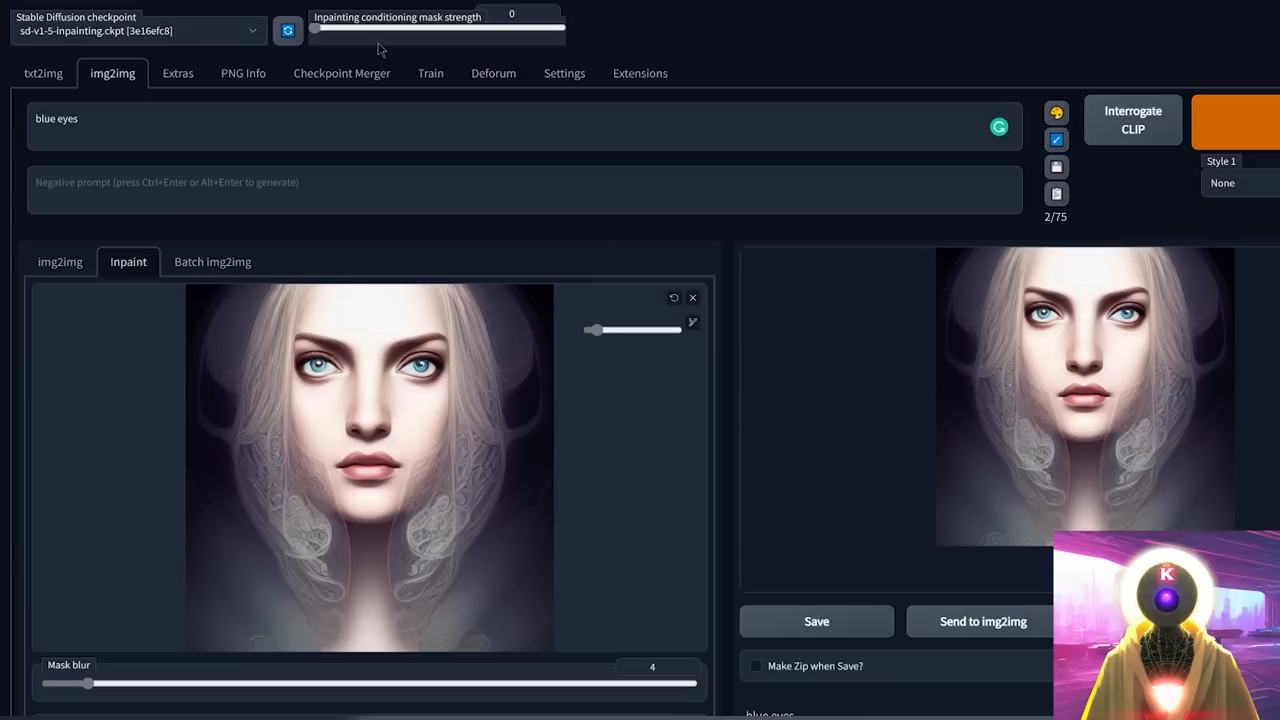 Stable Diffusion checkpoint
sd-v1-5-inpainting.ckpt [3e16efc8]
Inpainting conditioning mask strength
0
txt2img
img2img
Extras
PNG Info
Checkpoint Merger
Train
Deforum
Settings
Extensions
blue eyes
Negative prompt (press Ctrl+Enter or Alt+Enter to generate)
Interrogate
CLIP
Style 1
None
2/75
img2img
Inpaint
Batch img2img
Mask blur
4
Save
Send to img2img
Make Zip when Save?
blue eyes
K